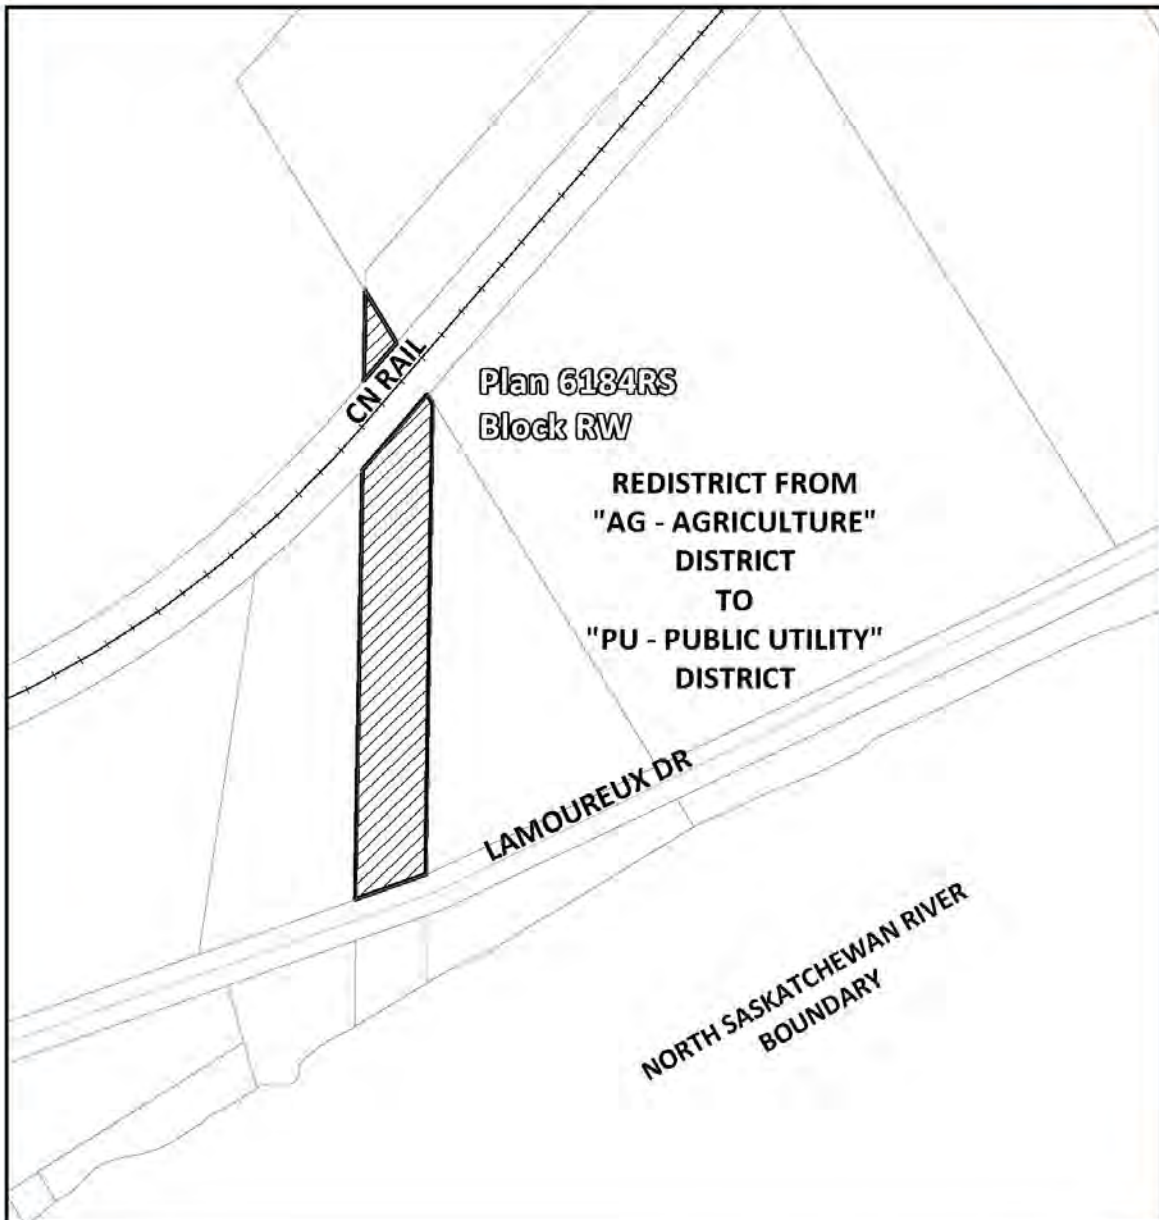 CN RAIL
Plan 6184RS
Block RW
REDISTRICT FROM
"AG - AGRICULTURE"
DISTRICT
TO
"PU - PUBLIC UTILITY"
DISTRICT
LAMOUREUX DR
NORTH SASKATCHEWAN RIVER
BOUNDARY